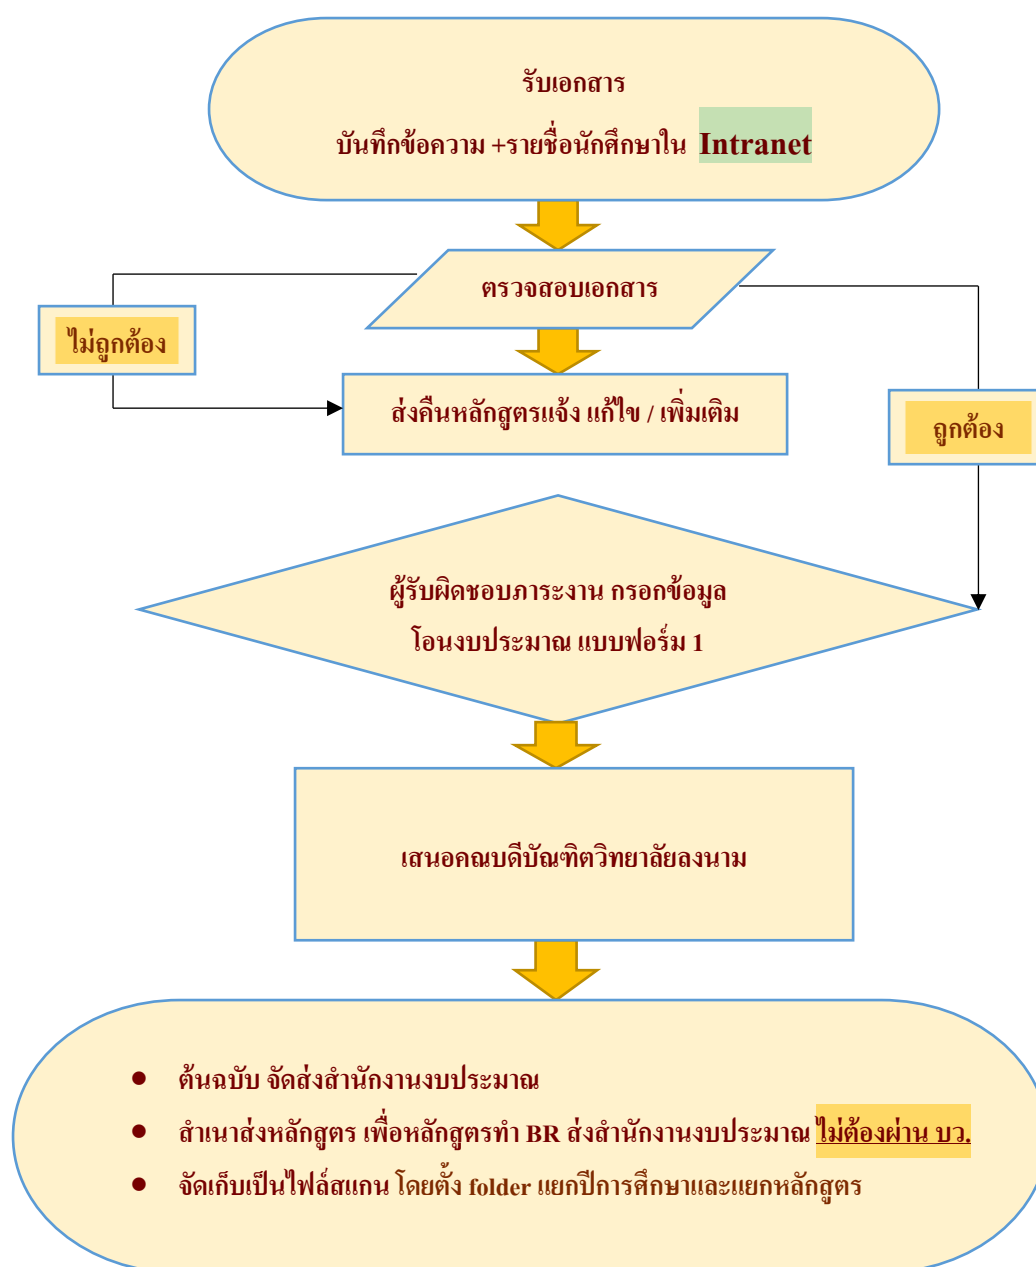 รับเอกสาร
บันทึกข้อความ +รายชื่อนักศึกษาใน Intranet
ตรวจสอบเอกสาร
ไม่ถูกต้อง
ส่งคืนหลักสูตรแจ้ง แก้ไข / เพิ่มเติม
ถูกต้อง
ผู้รับผิดชอบภาระงาน กรอกข้อมูล
โอนงบประมาณ แบบฟอร์ม 1
เสนอคณบดีบัณฑิตวิทยาลัยลงนาม
● ต้นฉบับ จัดส่งสำนักงานงบประมาณ
● สำเนาส่งหลักสูตร เพื่อหลักสูตรทำ BR ส่งสำนักงานงบประมาณ ไม่ต้องผ่าน บว.
● จัดเก็บเป็นไฟล์สแกน โดยตั้ง folder แยกปีการศึกษาและแยกหลักสูตร